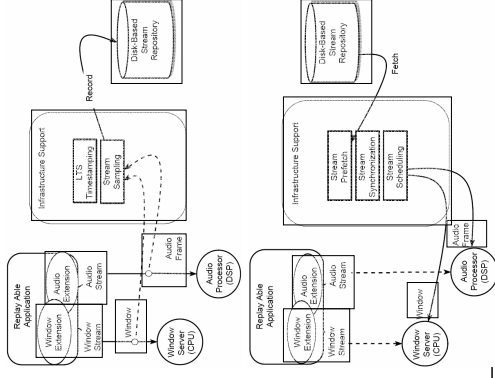 Replay Able
Application
Window
Extension
Audio
Extension
Window
Stream
Audio
Stream
Window
Audio
Frame
Window
Server
(CPU)
Audio
Processor
(DSP)
Infrastructure Support
LTS
Timestamping
Stream
Sampling
Record
Disk-Based
Stream
Repository
Replay Able
Application
Window
Extension
Audio
Extension
Window
Stream
Audio
Stream
Window
Audio
Frame
Window
Server
(CPU)
Audio
Processor
(DSP)
Infrastructure Support
Stream
Prefetch
Stream
Synchronization
Stream
Scheduling
Fetch
Disk-Based
Stream
Repository